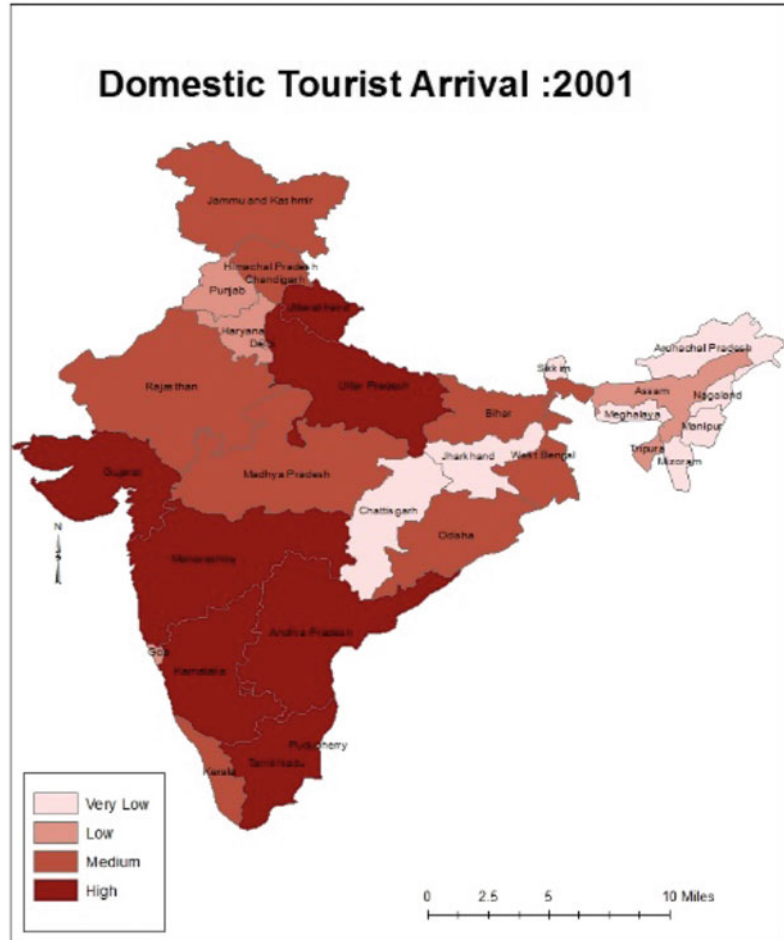 Domestic Tourist Arrival :2001
Jammu and Kashmir
Himachal Pradesh
Chandigarh
Punjab
Uttarakhand
Haryana
Delhi
Arunachal Pradesh
Sikkim
Rajasthan
Uttar Pradesh
Assam
Nagaland
Bihar
Meghalaya
Manipur
Jharkhand
West Bengal
Tripura
Mizoram
Gujarat
Madhya Pradesh
Chattisgarh
Odisha
N
Maharashtra
Andhra Pradesh
Goa
Karnataka
Puducherry
Kerala
Tamilnadu
Very Low
Low
Medium
High
0 2.5 5 10 Miles